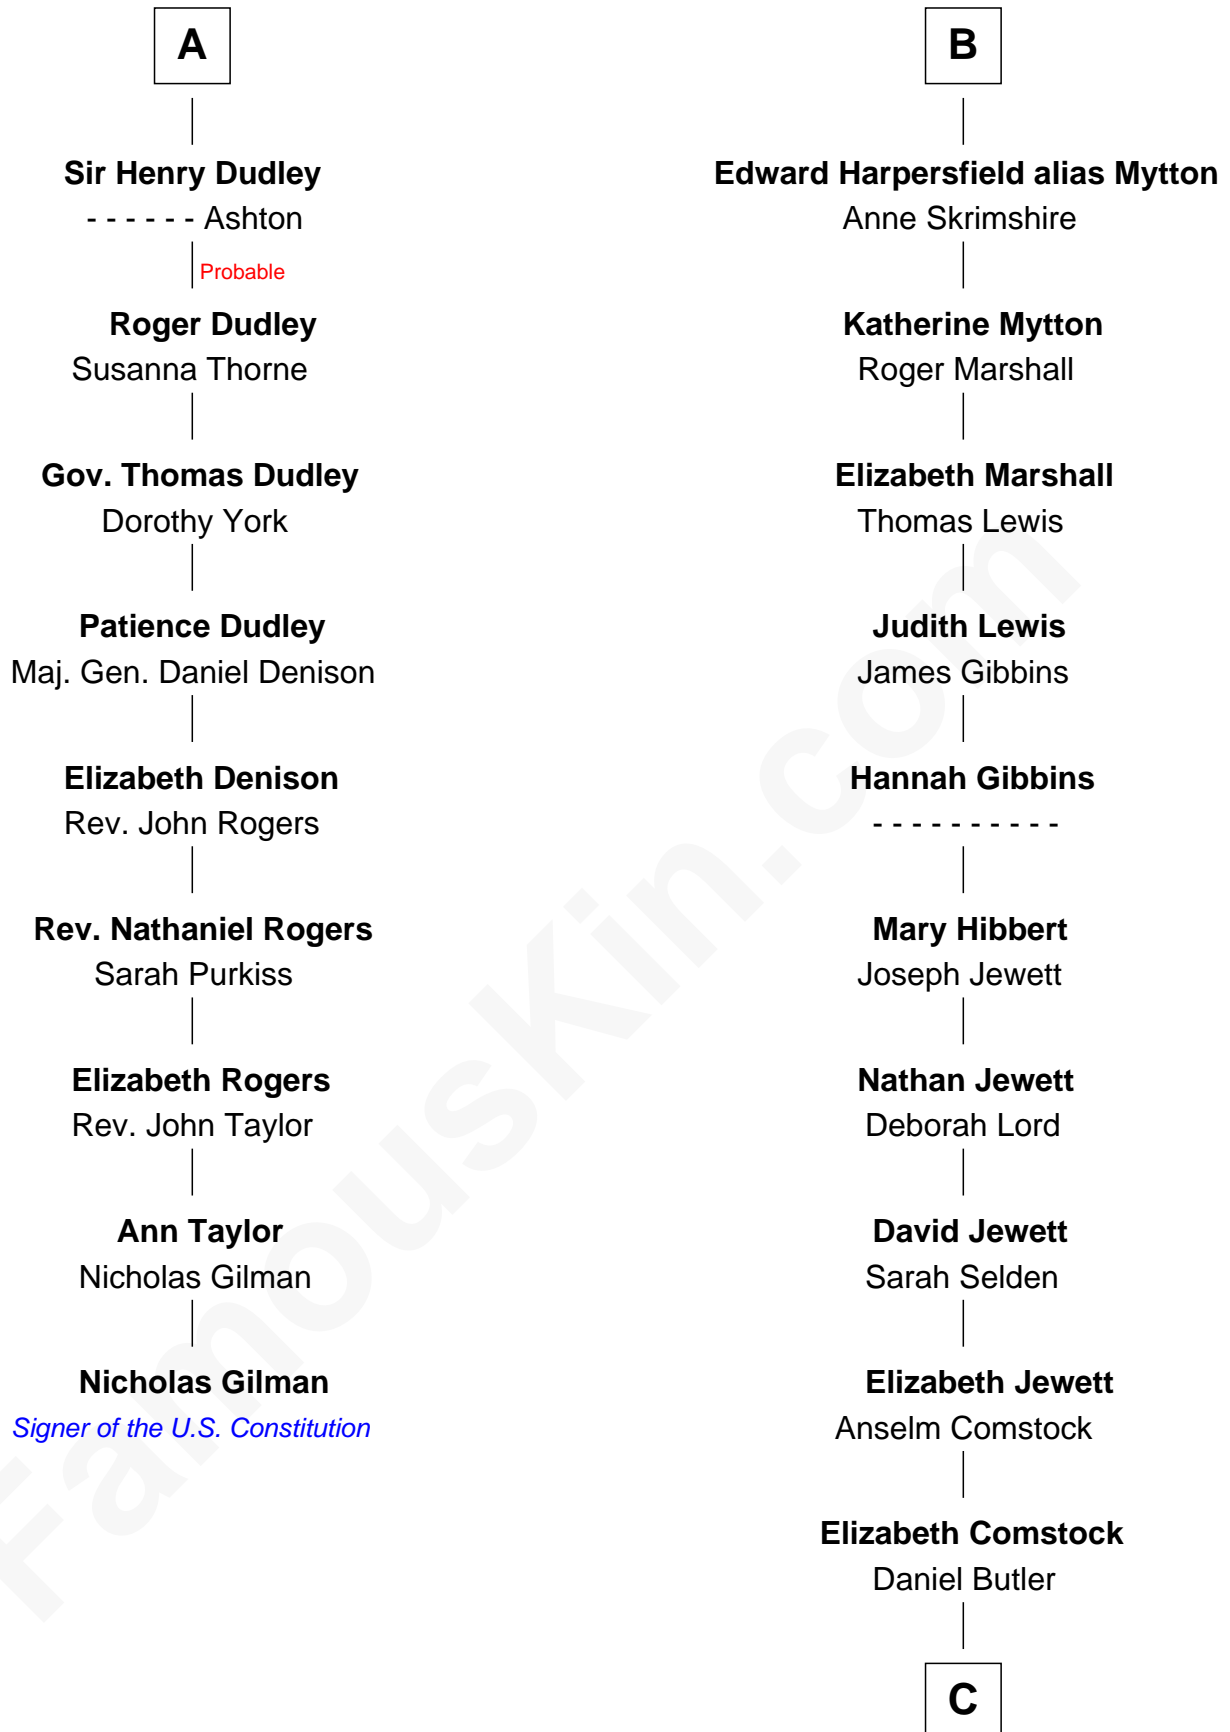 A
Sir Henry Dudley
- - - - - - Ashton
Probable
Roger Dudley
Susanna Thorne
Gov. Thomas Dudley
Dorothy York
Patience Dudley
Maj. Gen. Daniel Denison
Elizabeth Denison
Rev. John Rogers
Rev. Nathaniel Rogers
Sarah Purkiss
Elizabeth Rogers
Rev. John Taylor
Ann Taylor
Nicholas Gilman
Nicholas Gilman
Signer of the U.S. Constitution
B
Edward Harpersfield alias Mytton
Anne Skrimshire
Katherine Mytton
Roger Marshall
Elizabeth Marshall
Thomas Lewis
Judith Lewis
James Gibbins
Hannah Gibbins
- - - - - - - - - -
Mary Hibbert
Joseph Jewett
Nathan Jewett
Deborah Lord
David Jewett
Sarah Selden
Elizabeth Jewett
Anselm Comstock
Elizabeth Comstock
Daniel Butler
C
FamousKin.com